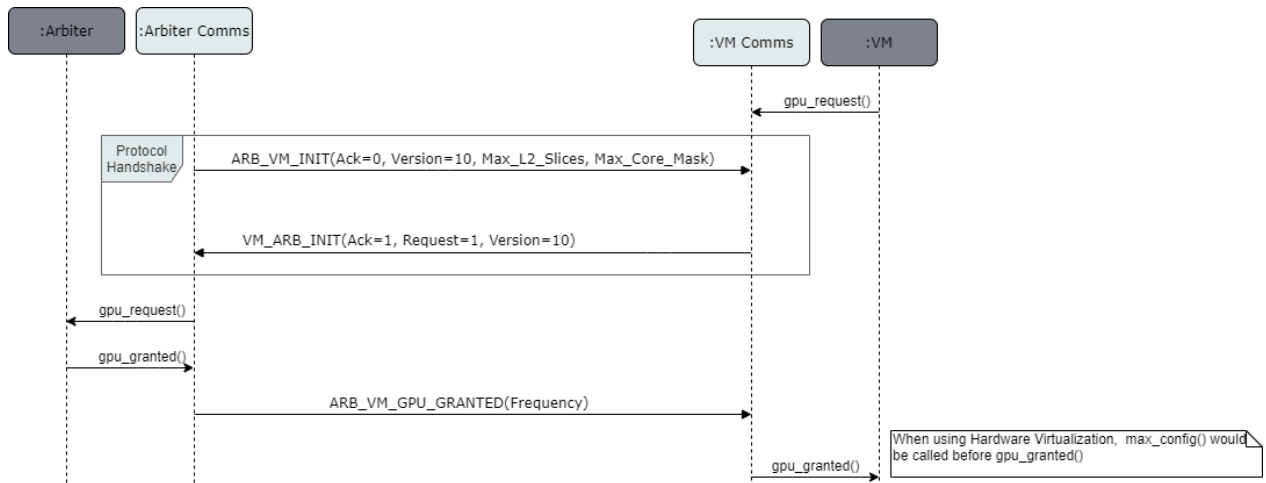 :Arbiter
:Arbiter Comms
:VM Comms
:VM
gpu_request()
Protocol
Handshake
ARB_VM_INIT(Ack=0, Version=10, Max_L2_Slices, Max_Core_Mask)
VM_ARB_INIT(Ack=1, Request=1, Version=10)
gpu_request()
gpu_granted()
ARB_VM_GPU_GRANTED(Frequency)
When using Hardware Virtualization, max_config() would
be called before gpu_granted()
gpu_granted()